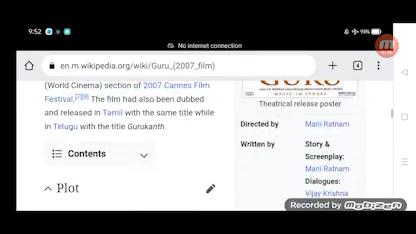 9:52
93%
No internet connection
en.m.wikipedia.org/wiki/Guru_(2007_film)
4
(World Cinema) section of 2007 Cannes Film
Festival.[7][8] The film had also been dubbed
and released in Tamil with the same title while
in Telugu with the title Gurukanth.
Contents
Plot
GURU
Theatrical release poster
Directed by
Mani Ratnam
Written by
Story &
Screenplay:
Mani Ratnam
Dialogues:
Vijay Krishna
Recorded by Mobizen